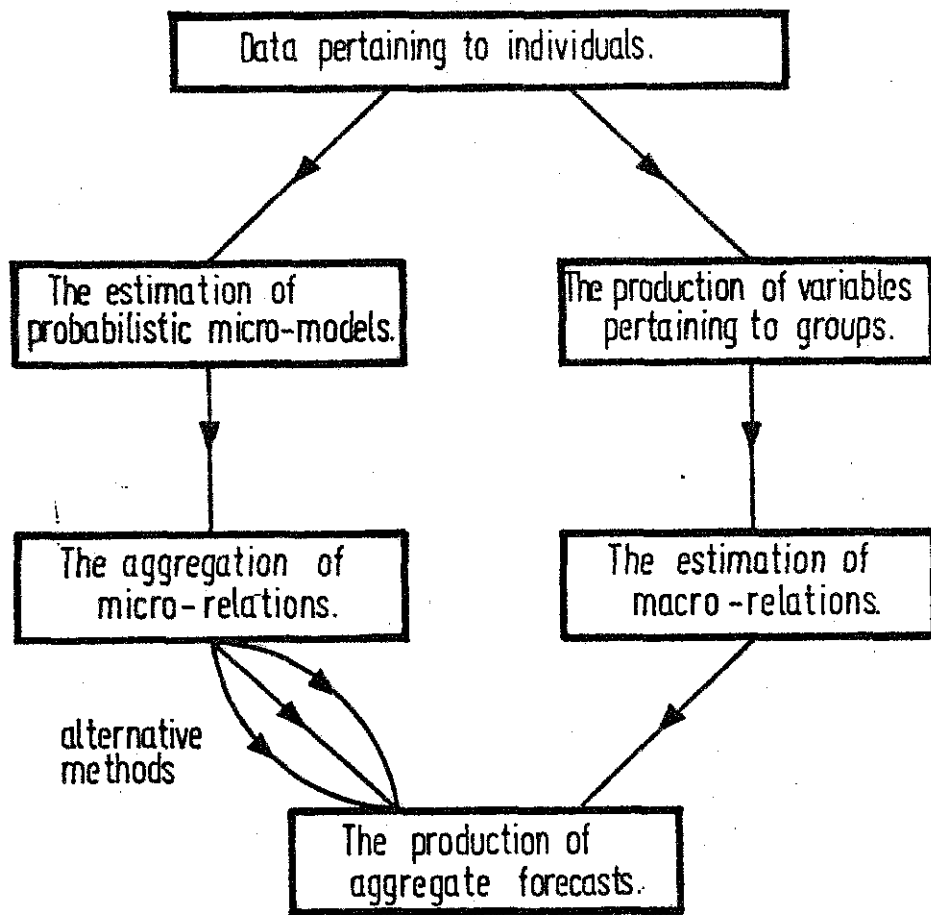 Data pertaining to individuals.
The estimation of
probabilistic micro-models.
The production of variables
pertaining to groups.
The aggregation of
micro-relations.
The estimation of
macro-relations.
alternative
methods
The production of
aggregate forecasts.